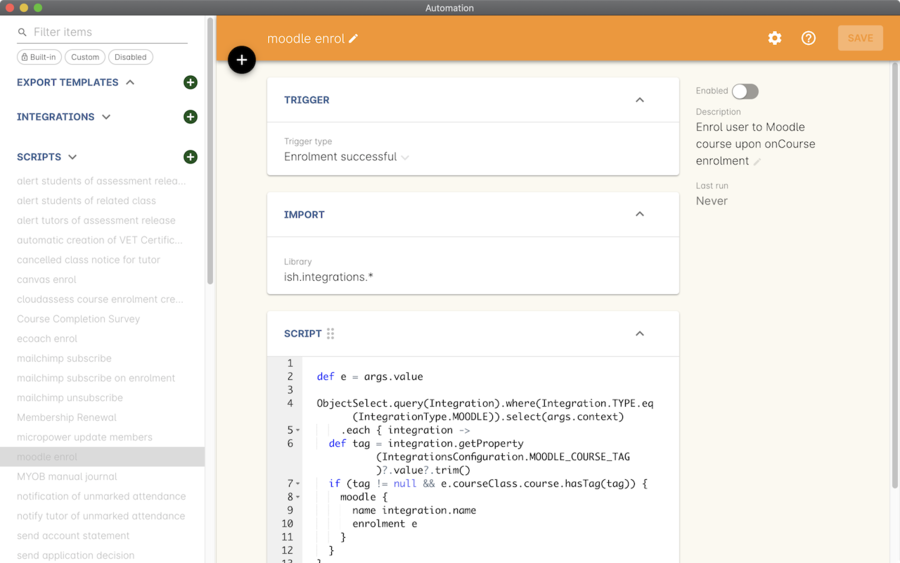 Automation
Filter items
Built-in Custom Disabled
EXPORT TEMPLATES
INTEGRATIONS
SCRIPTS
alert students of assessment relea...
alert students of related class
alert tutors of assessment release
automatic creation of VET Certific...
cancelled class notice for tutor
canvas enrol
cloudassess course enrolment cre...
Course Completion Survey
ecoach enrol
mailchimp subscribe
mailchimp subscribe on enrolment
mailchimp unsubscribe
Membership Renewal
micropower update members
moodle enrol
MYOB manual journal
notification of unmarked attendance
notify tutor of unmarked attendance
send account statement
send application decision
moodle enrol
SAVE
TRIGGER
Trigger type
Enrolment successful
IMPORT
Library
ish.integrations.*
SCRIPT
1
2 def e = args.value
3
4 ObjectSelect.query(Integration).where(Integration.TYPE.eq
(IntegrationType.MOODLE)).select(args.context)
5 .each { integration ->
6 def tag = integration.getProperty
(IntegrationsConfiguration.MOODLE_COURSE_TAG
)?.value?.trim()
7 if (tag != null && e.courseClass.course.hasTag(tag)) {
8 moodle {
9 name integration.name
10 enrolment e
11 }
12 }
13 }
Enabled
Description
Enrol user to Moodle
course upon onCourse
enrolment
Last run
Never